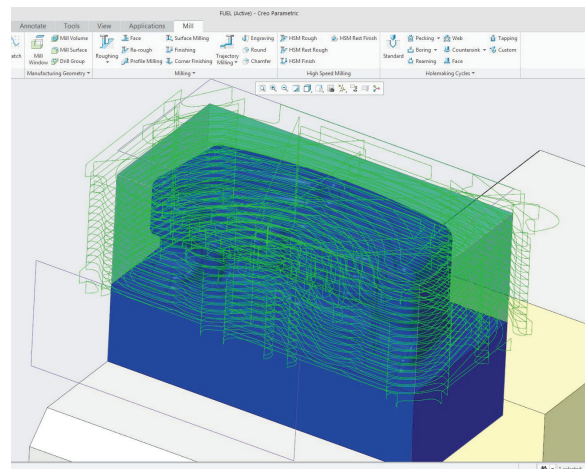 FUEL (Active) - Creo Parametric
Annotate Tools View Applications Mill
Mill Window
Mill Volume
Mill Surface
Drill Group
Manufacturing Geometry
Roughing
Face
Re-rough
Profile Milling
Surface Milling
Finishing
Corner Finishing
Trajectory Milling
Engraving
Round
Chamfer
Milling
HSM Rough
HSM Rest Rough
HSM Finish
HSM Rest Finish
High Speed Milling
Standard
Pecking
Boring
Reaming
Web
Countersink
Face
Tapping
Custom
Holemaking Cycles